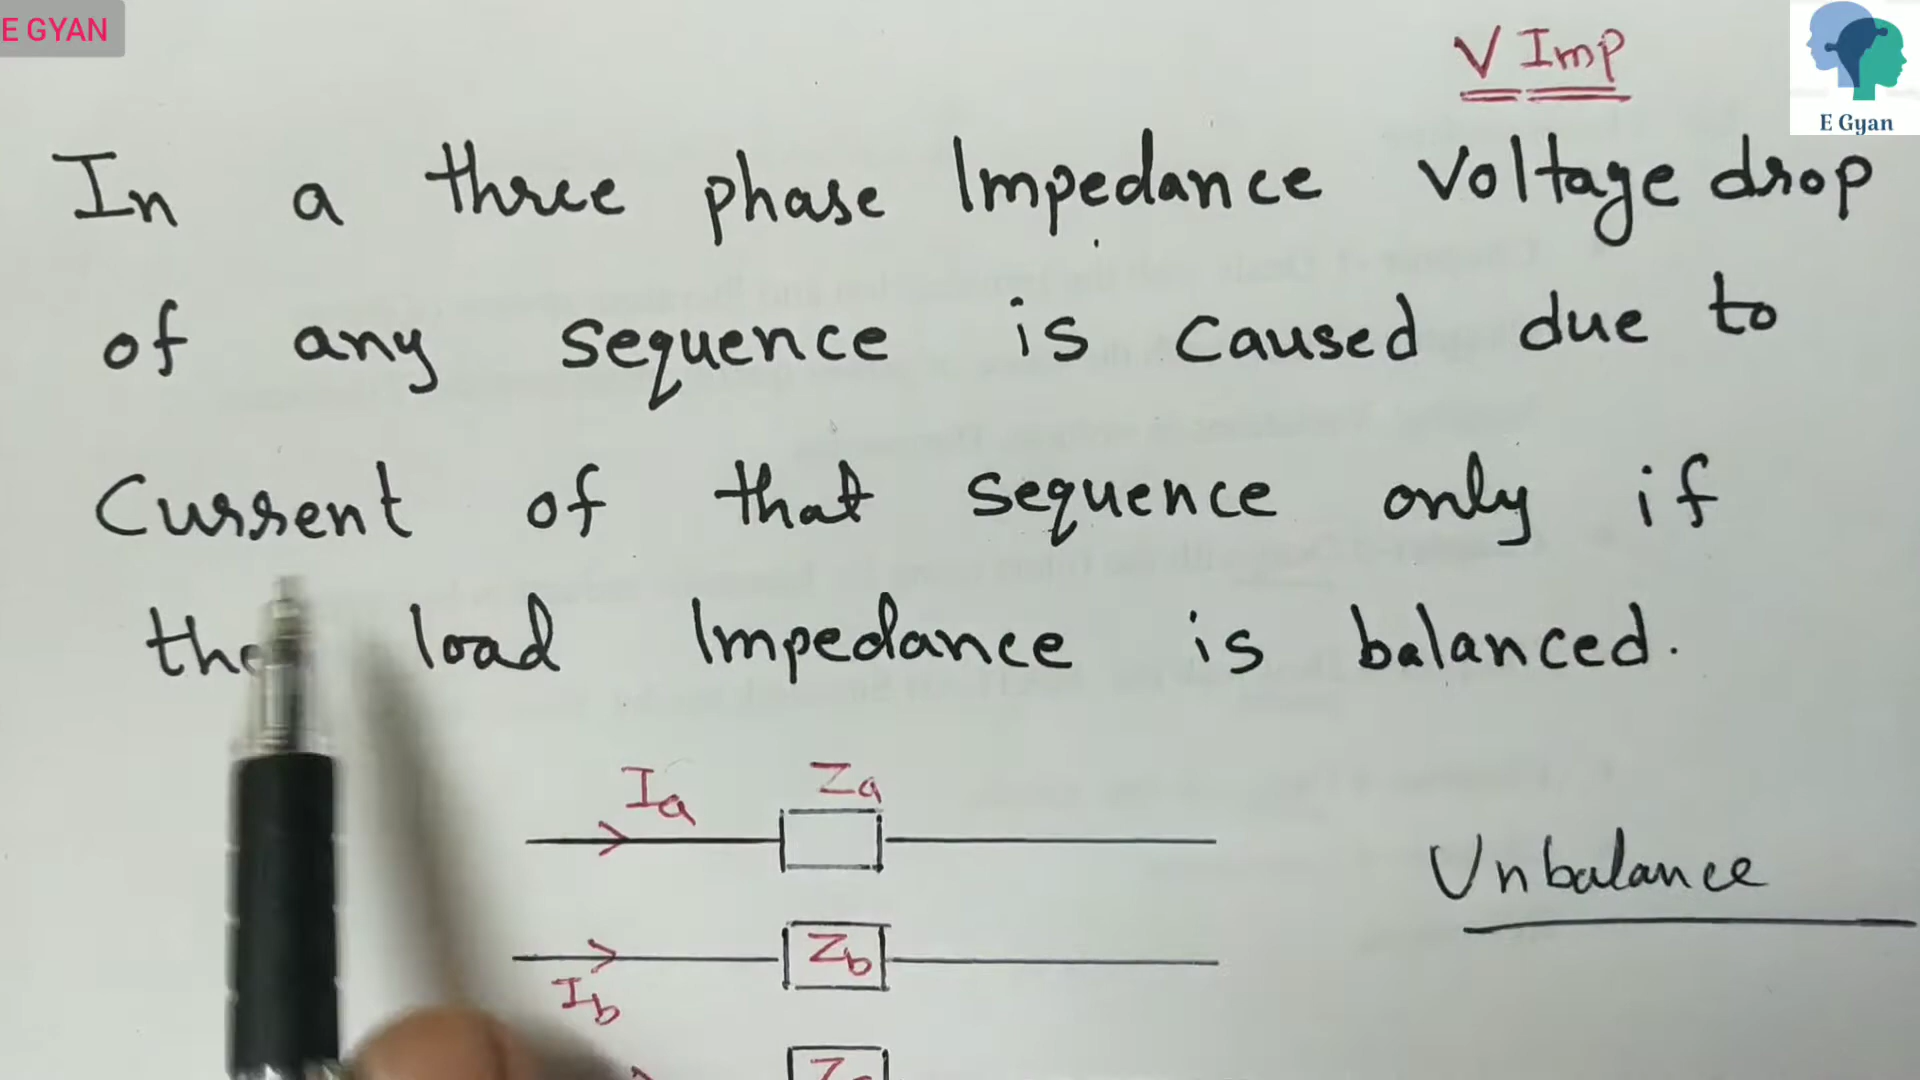 E GYAN
V Imp
E Gyan
In a three phase Impedance Voltage drop
of any sequence is caused due to
Current of that sequence only if
the load Impedance is balanced.
Ia Za
Unbalance
Zb
Ib